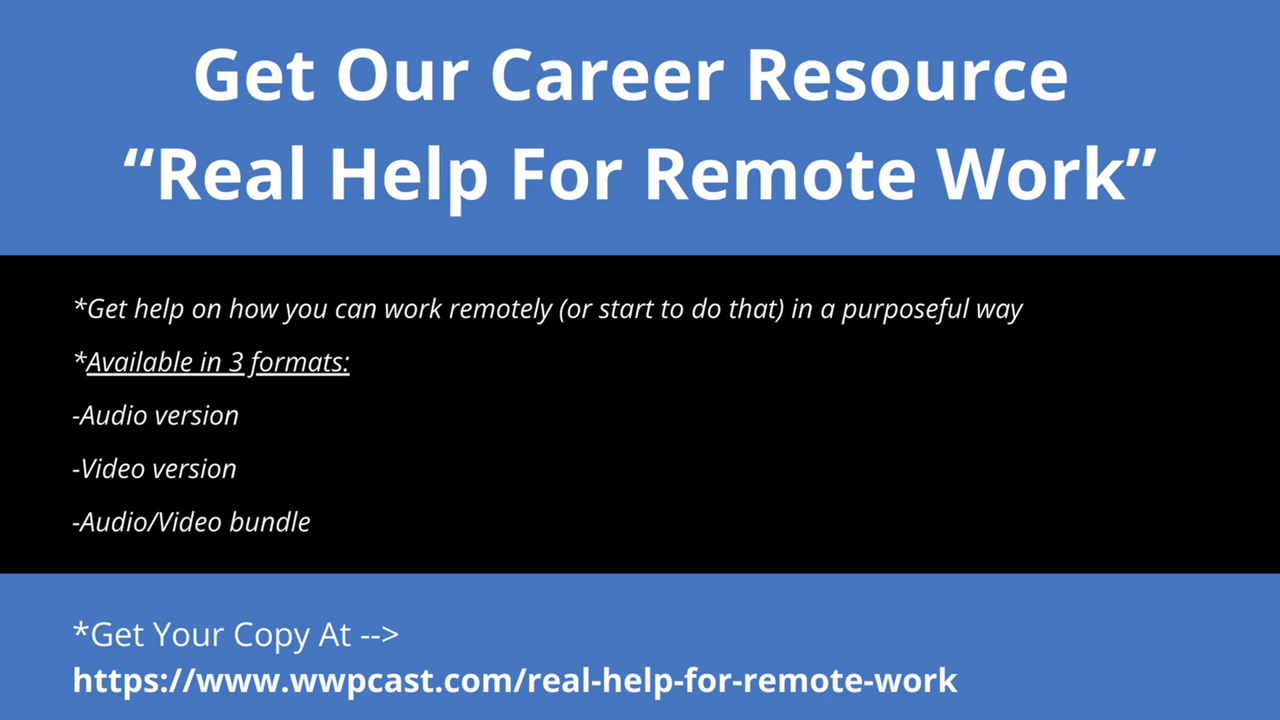 Get Our Career Resource
“Real Help For Remote Work”
*Get help on how you can work remotely (or start to do that) in a purposeful way
*Available in 3 formats:
-Audio version
-Video version
-Audio/Video bundle
*Get Your Copy At -->
https://www.wwpcast.com/real-help-for-remote-work